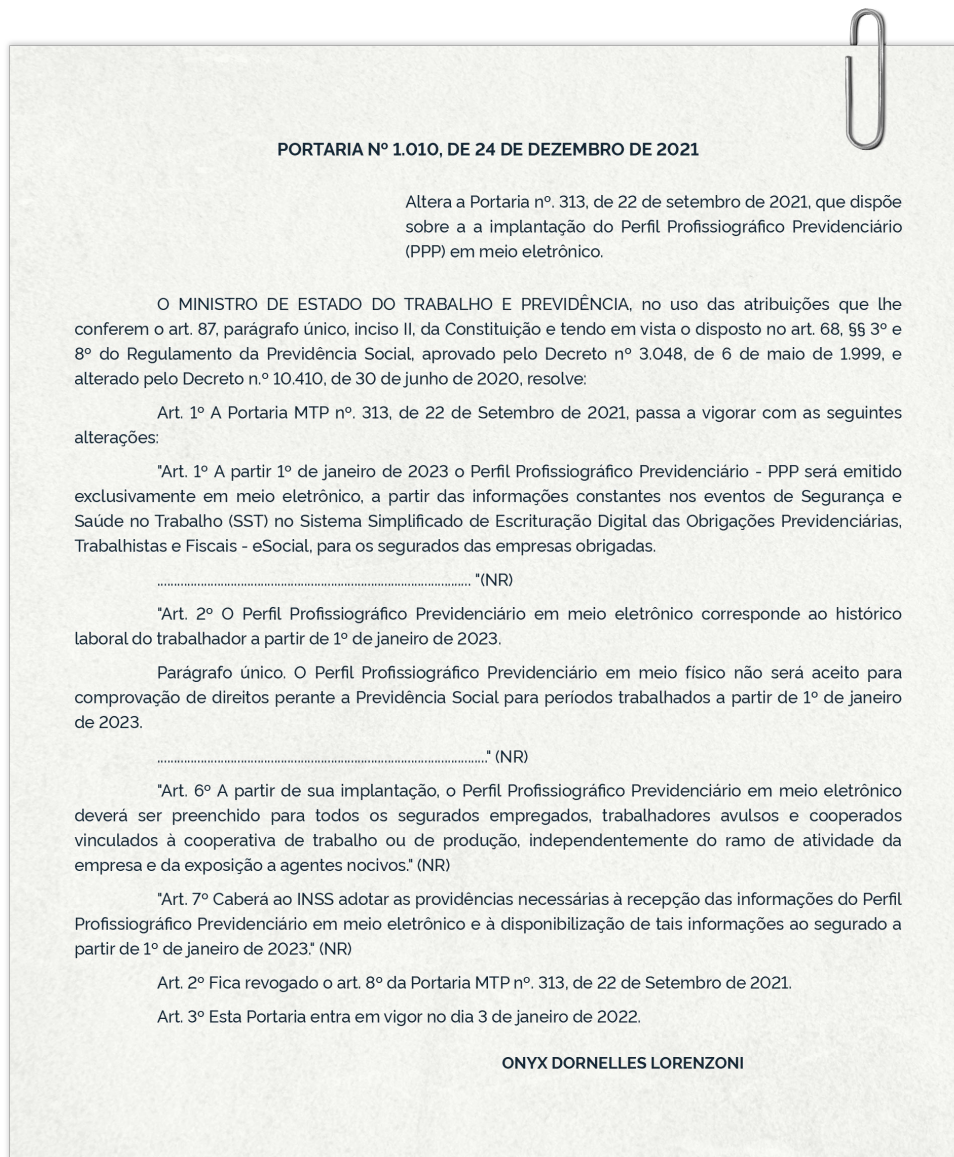 PORTARIA Nº 1.010, DE 24 DE DEZEMBRO DE 2021
Altera a Portaria nº. 313, de 22 de setembro de 2021, que dispõe
sobre a a implantação do Perfil Profissiográfico Previdenciário
(PPP) em meio eletrônico.
O MINISTRO DE ESTADO DO TRABALHO E PREVIDÊNCIA, no uso das atribuições que lhe
conferem o art. 87, parágrafo único, inciso II, da Constituição e tendo em vista o disposto no art. 68, §§ 3º e
8º do Regulamento da Previdência Social, aprovado pelo Decreto nº 3.048, de 6 de maio de 1.999, e
alterado pelo Decreto n.º 10.410, de 30 de junho de 2020, resolve:
Art. 1º A Portaria MTP nº. 313, de 22 de Setembro de 2021, passa a vigorar com as seguintes
alterações:
"Art. 1º A partir 1º de janeiro de 2023 o Perfil Profissiográfico Previdenciário - PPP será emitido
exclusivamente em meio eletrônico, a partir das informações constantes nos eventos de Segurança e
Saúde no Trabalho (SST) no Sistema Simplificado de Escrituração Digital das Obrigações Previdenciárias,
Trabalhistas e Fiscais - eSocial, para os segurados das empresas obrigadas.
.............................................................................................. "(NR)
"Art. 2º O Perfil Profissiográfico Previdenciário em meio eletrônico corresponde ao histórico
laboral do trabalhador a partir de 1º de janeiro de 2023.
Parágrafo único. O Perfil Profissiográfico Previdenciário em meio físico não será aceito para
comprovação de direitos perante a Previdência Social para períodos trabalhados a partir de 1º de janeiro
de 2023.
..................................................................................................." (NR)
"Art. 6º A partir de sua implantação, o Perfil Profissiográfico Previdenciário em meio eletrônico
deverá ser preenchido para todos os segurados empregados, trabalhadores avulsos e cooperados
vinculados à cooperativa de trabalho ou de produção, independentemente do ramo de atividade da
empresa e da exposição a agentes nocivos." (NR)
"Art. 7º Caberá ao INSS adotar as providências necessárias à recepção das informações do Perfil
Profissiográfico Previdenciário em meio eletrônico e à disponibilização de tais informações ao segurado a
partir de 1º de janeiro de 2023." (NR)
Art. 2º Fica revogado o art. 8º da Portaria MTP nº. 313, de 22 de Setembro de 2021.
Art. 3º Esta Portaria entra em vigor no dia 3 de janeiro de 2022.
ONYX DORNELLES LORENZONI